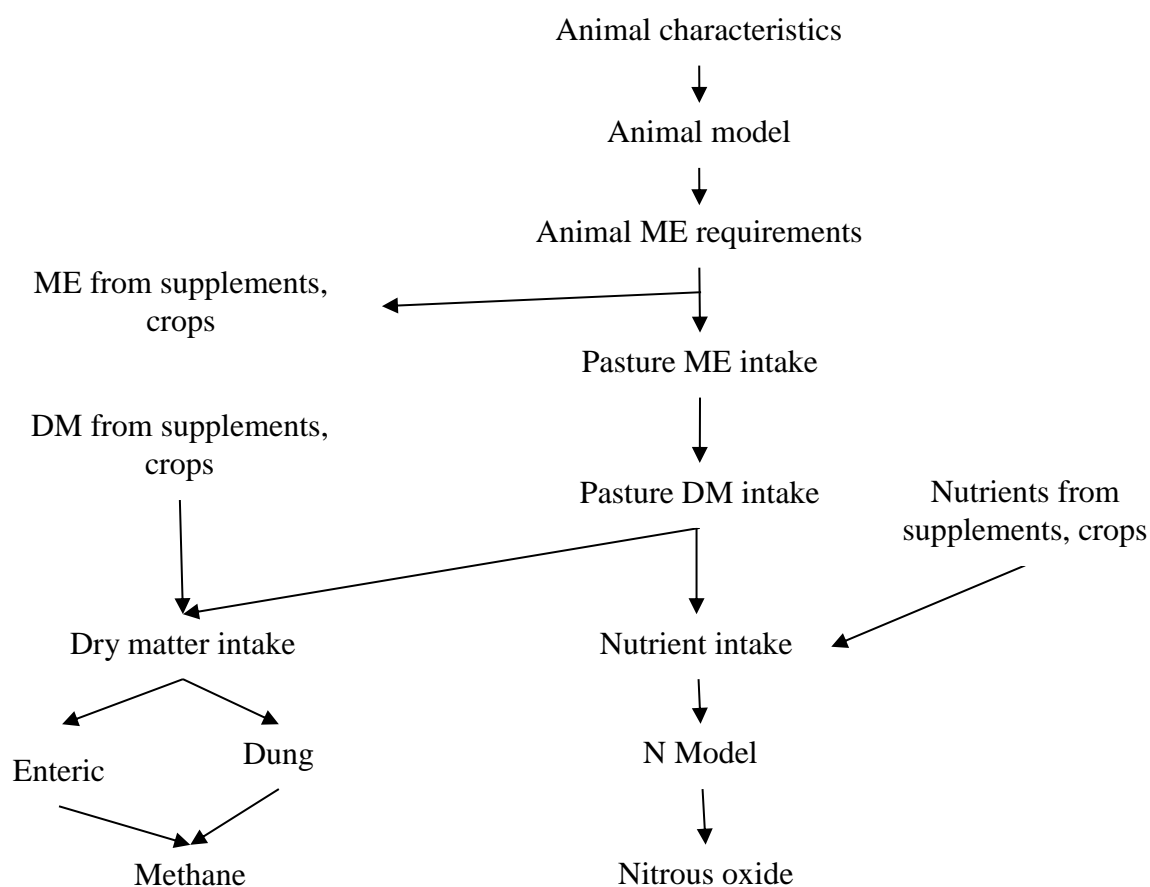 Animal characteristics
Animal model
Animal ME requirements
ME from supplements,
crops
Pasture ME intake
DM from supplements,
crops
Pasture DM intake
Nutrients from
supplements, crops
Dry matter intake
Nutrient intake
Enteric
Dung
N Model
Methane
Nitrous oxide